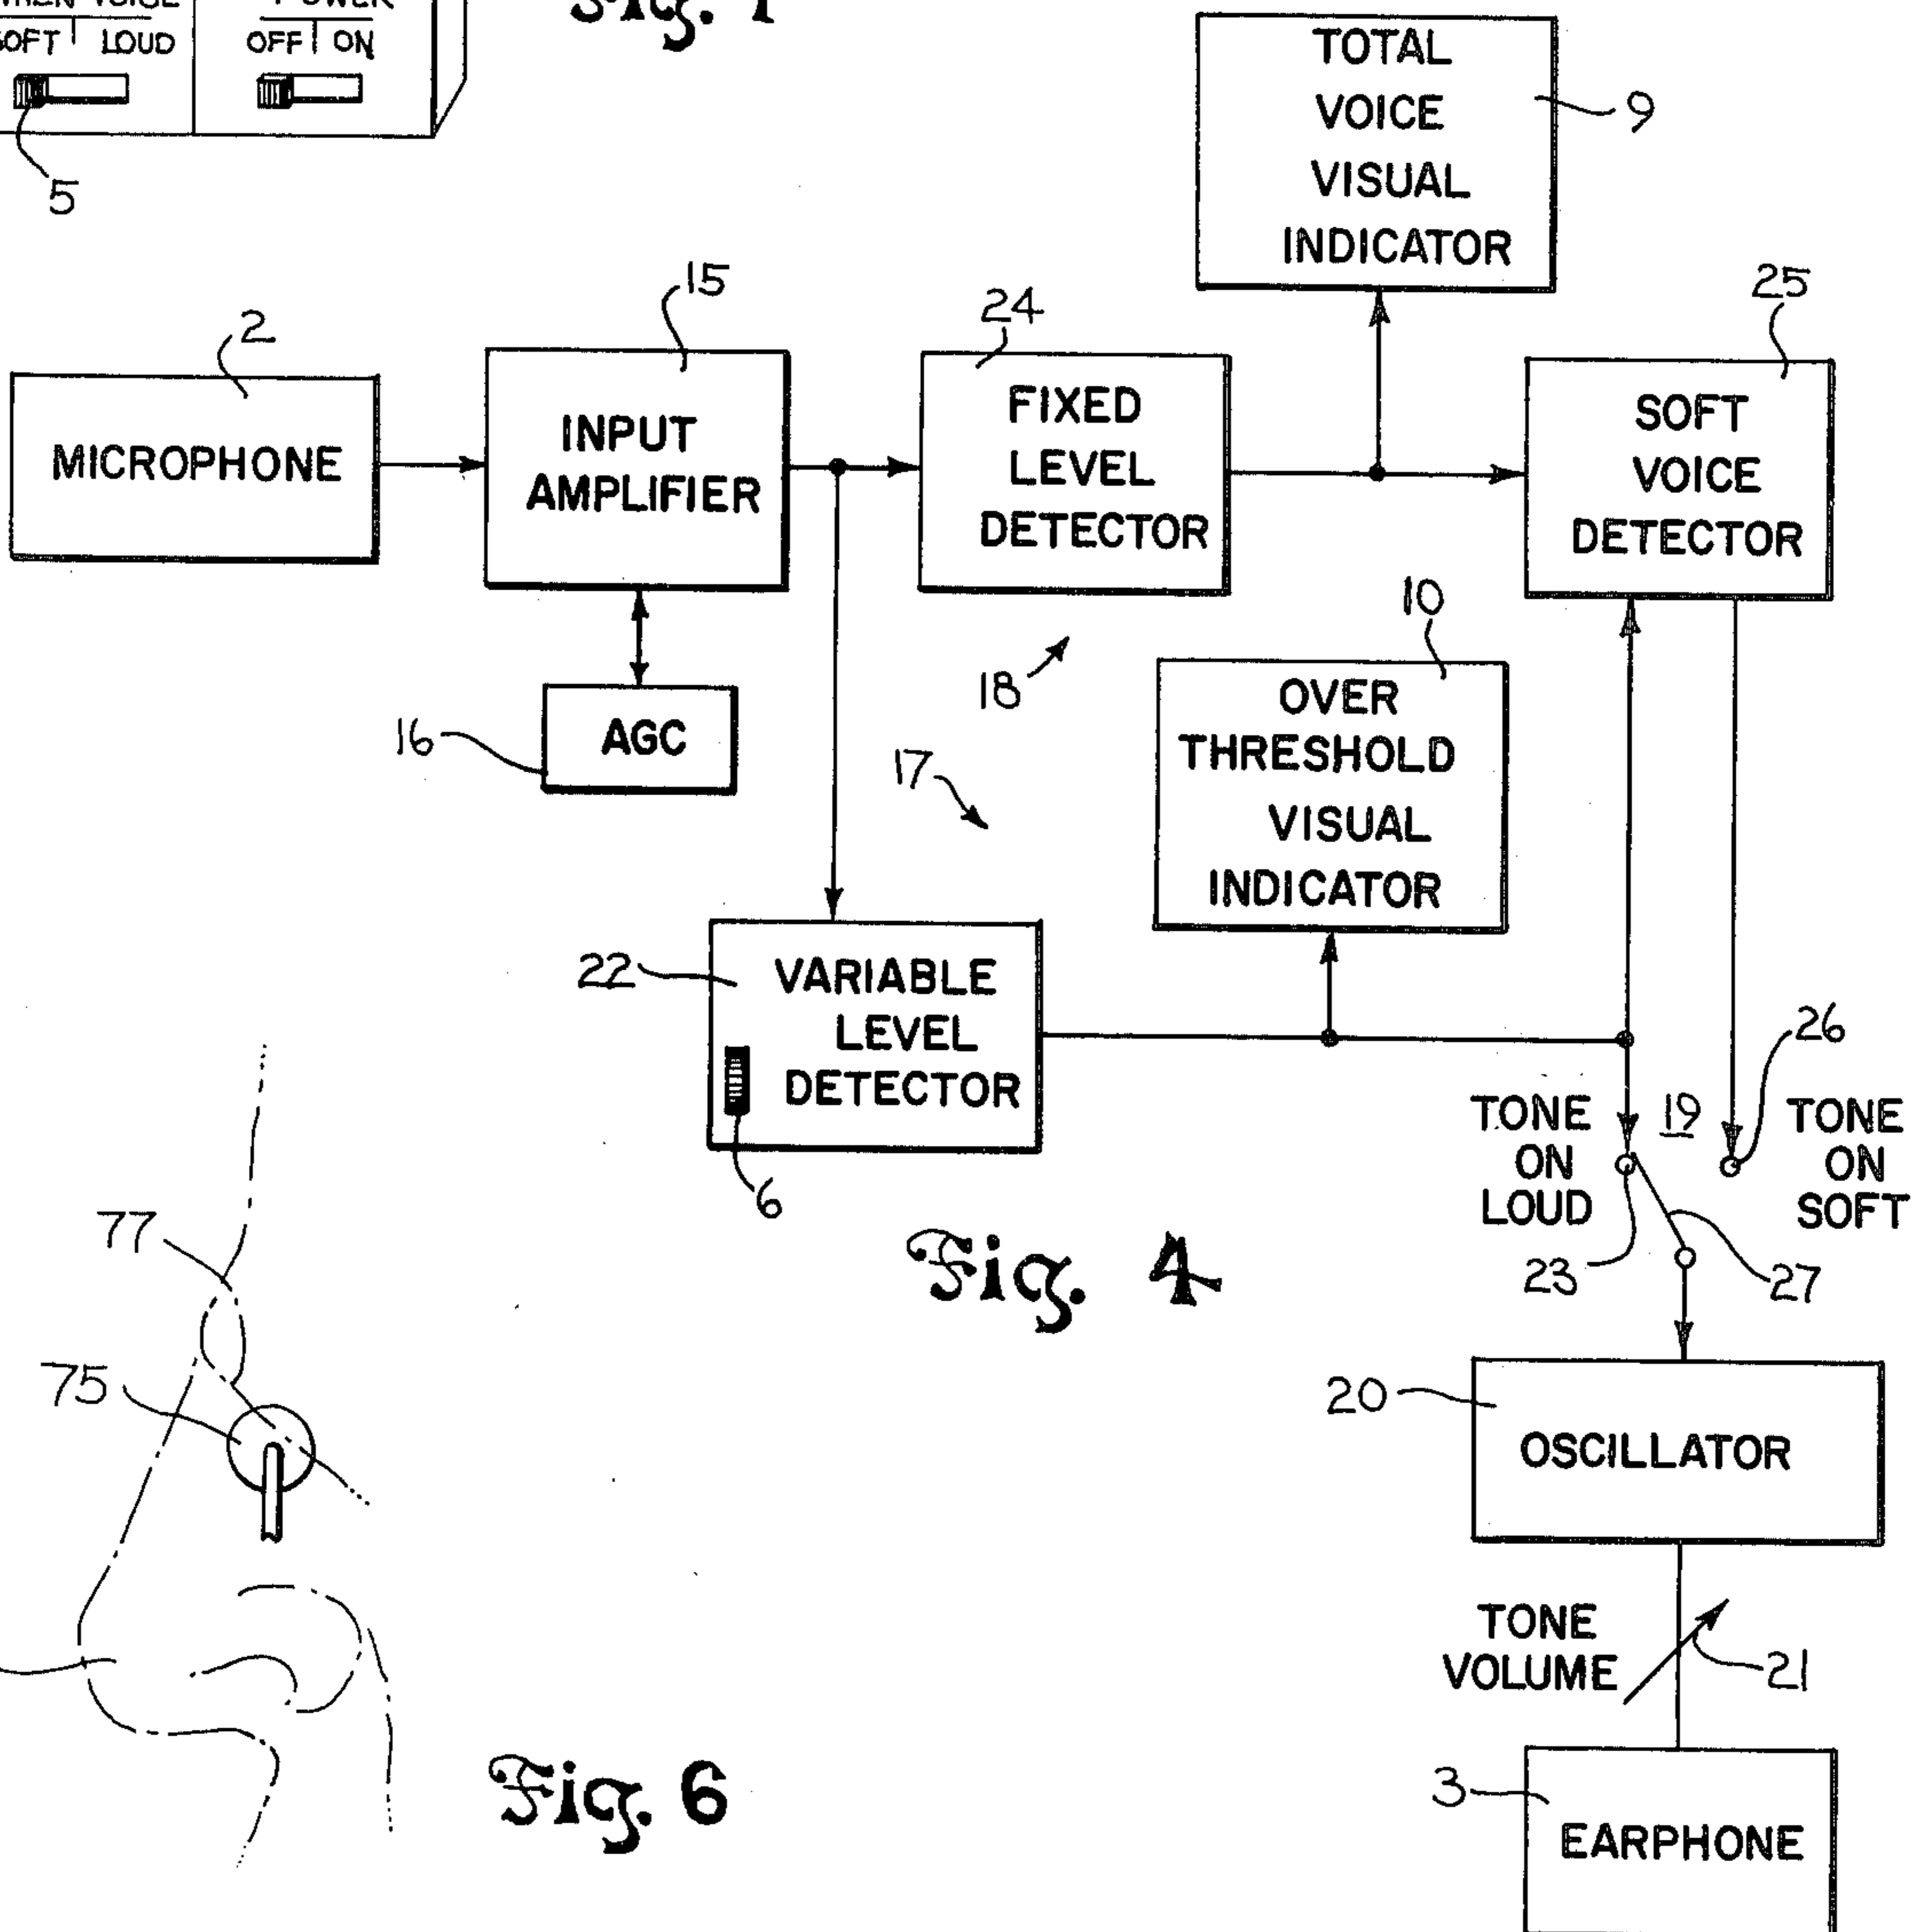 LOUD
OFF ON
5
TOTAL
VOICE
VISUAL
INDICATOR
9
2
MICROPHONE
15
INPUT
AMPLIFIER
24
FIXED
LEVEL
DETECTOR
25
SOFT
VOICE
DETECTOR
16
AGC
18
17
10
OVER
THRESHOLD
VISUAL
INDICATOR
22
VARIABLE
LEVEL
DETECTOR
6
26
TONE
ON
LOUD
19
TONE
ON
SOFT
23
27
Fig. 4
77
75
20
OSCILLATOR
TONE
VOLUME
21
3
EARPHONE
Fig. 6